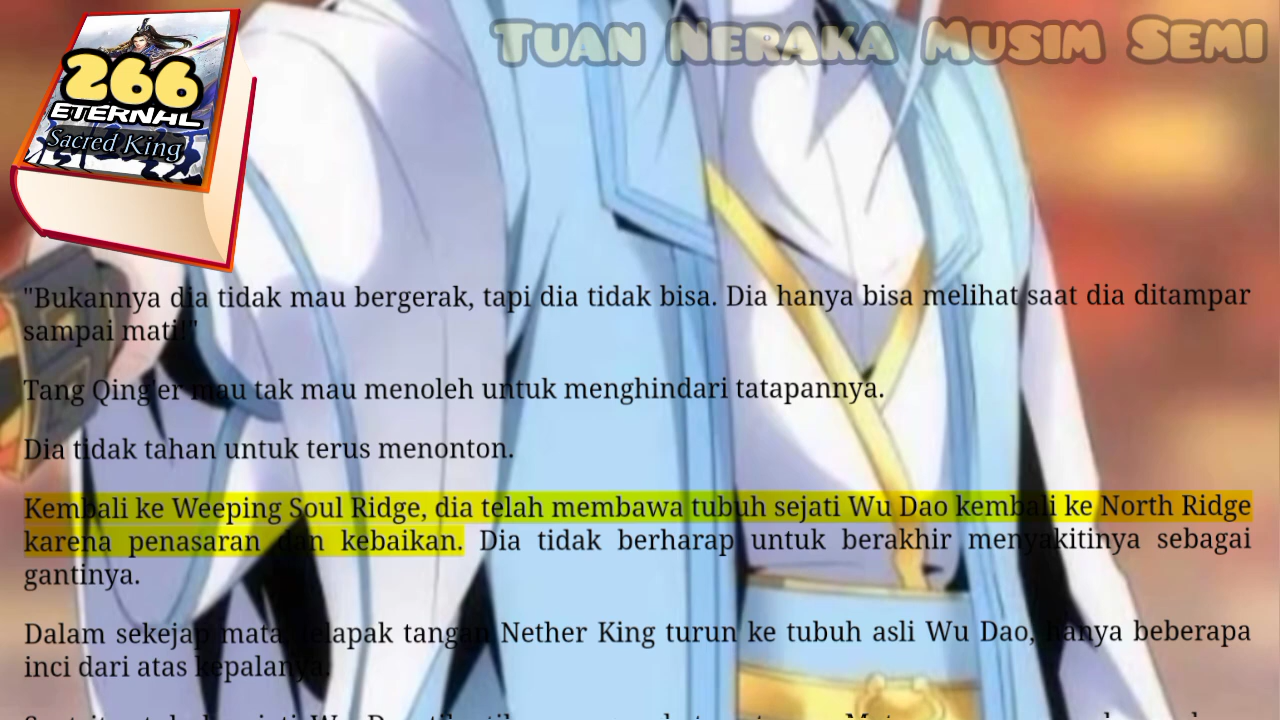 Tuan Neraka Musim Semi
266
ETERNAL
Sacred King
"Bukannya dia tidak mau bergerak, tapi dia tidak bisa. Dia hanya bisa melihat saat dia ditampar
sampai mati!"
Tang Qing'er mau tak mau menoleh untuk menghindari tatapannya.
Dia tidak tahan untuk terus menonton.
Kembali ke Weeping Soul Ridge, dia telah membawa tubuh sejati Wu Dao kembali ke North Ridge
karena penasaran dan kebaikan. Dia tidak berharap untuk berakhir menyakitinya sebagai
gantinya.
Dalam sekejap mata, telapak tangan Nether King turun ke tubuh asli Wu Dao, hanya beberapa
inci dari atas kepalanya.